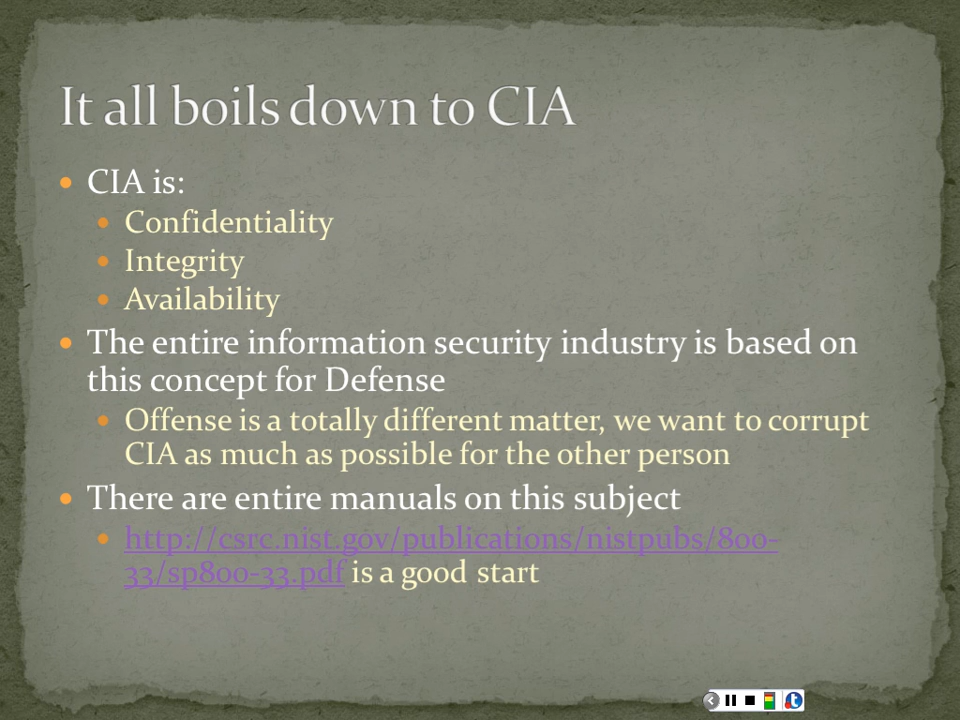 It all boils down to CIA
CIA is:
Confidentiality
Integrity
Availability
The entire information security industry is based on
this concept for Defense
Offense is a totally different matter, we want to corrupt
CIA as much as possible for the other person
There are entire manuals on this subject
http://csrc.nist.gov/publications/nistpubs/800-
33/sp800-33.pdf is a good start
t